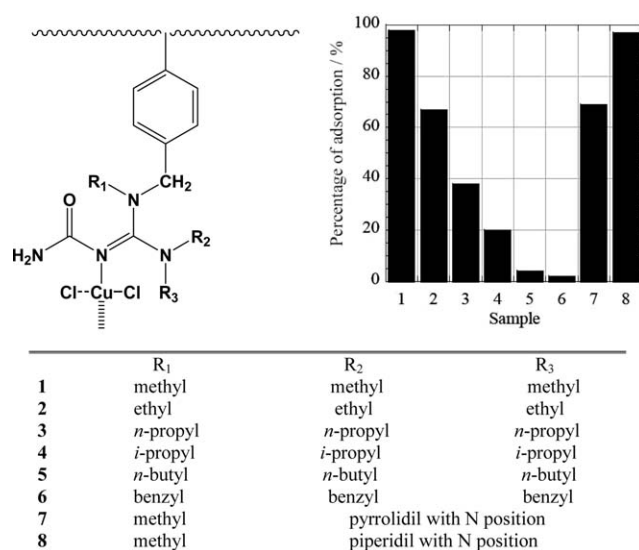 R1
N
CH2
O
H2N
N
N
R2
R3
Cl Cu Cl
Percentage of adsorption / %
100
80
60
40
20
0
1 2 3 4 5 6 7 8
Sample
R1 R2 R3
1 methyl methyl methyl
2 ethyl ethyl ethyl
3 n-propyl n-propyl n-propyl
4 i-propyl i-propyl i-propyl
5 n-butyl n-butyl n-butyl
6 benzyl benzyl benzyl
7 methyl pyrrolidil with N position
8 methyl piperidil with N position